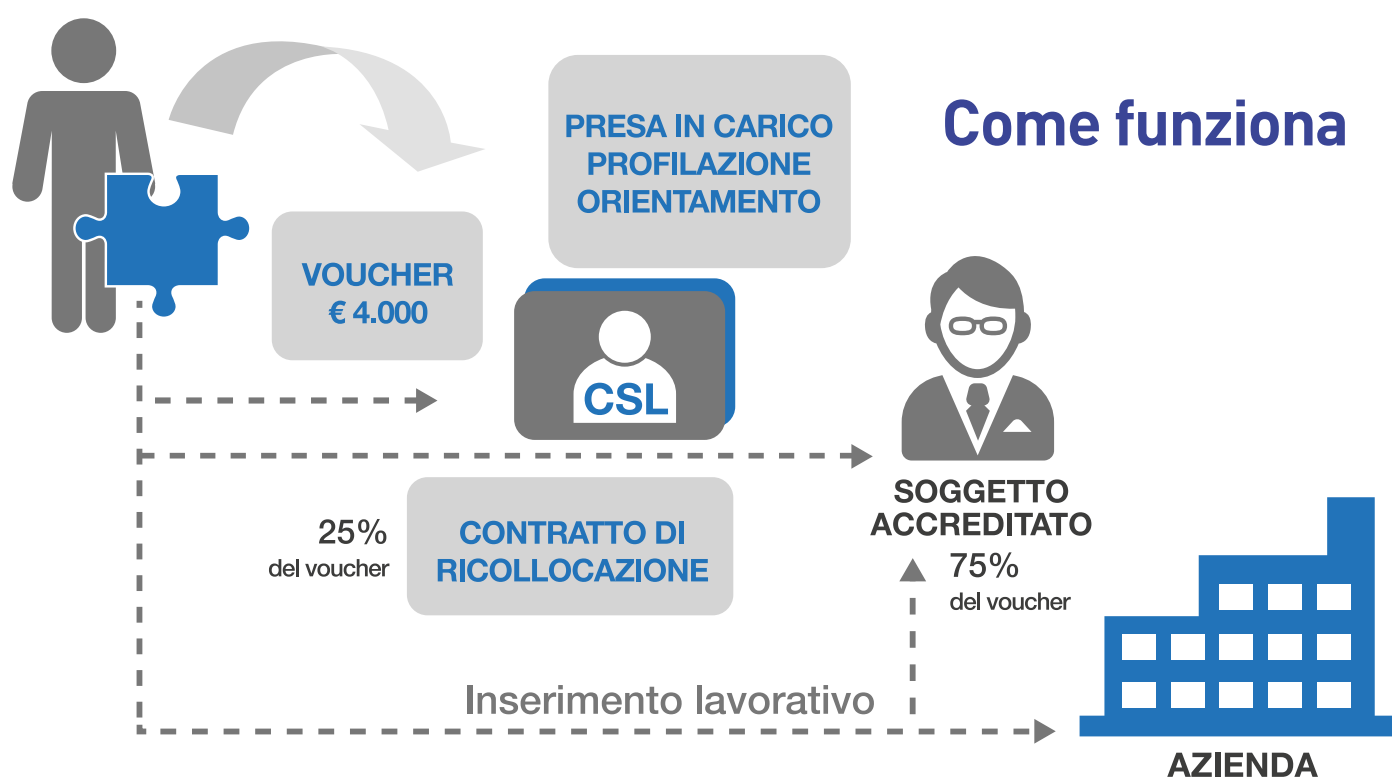 Come funziona
PRESA IN CARICO
PROFILAZIONE
ORIENTAMENTO
VOUCHER
€ 4.000
CSL
SOGGETTO
ACCREDITATO
25%
del voucher
CONTRATTO DI
RICOLLOCAZIONE
75%
del voucher
Inserimento lavorativo
AZIENDA